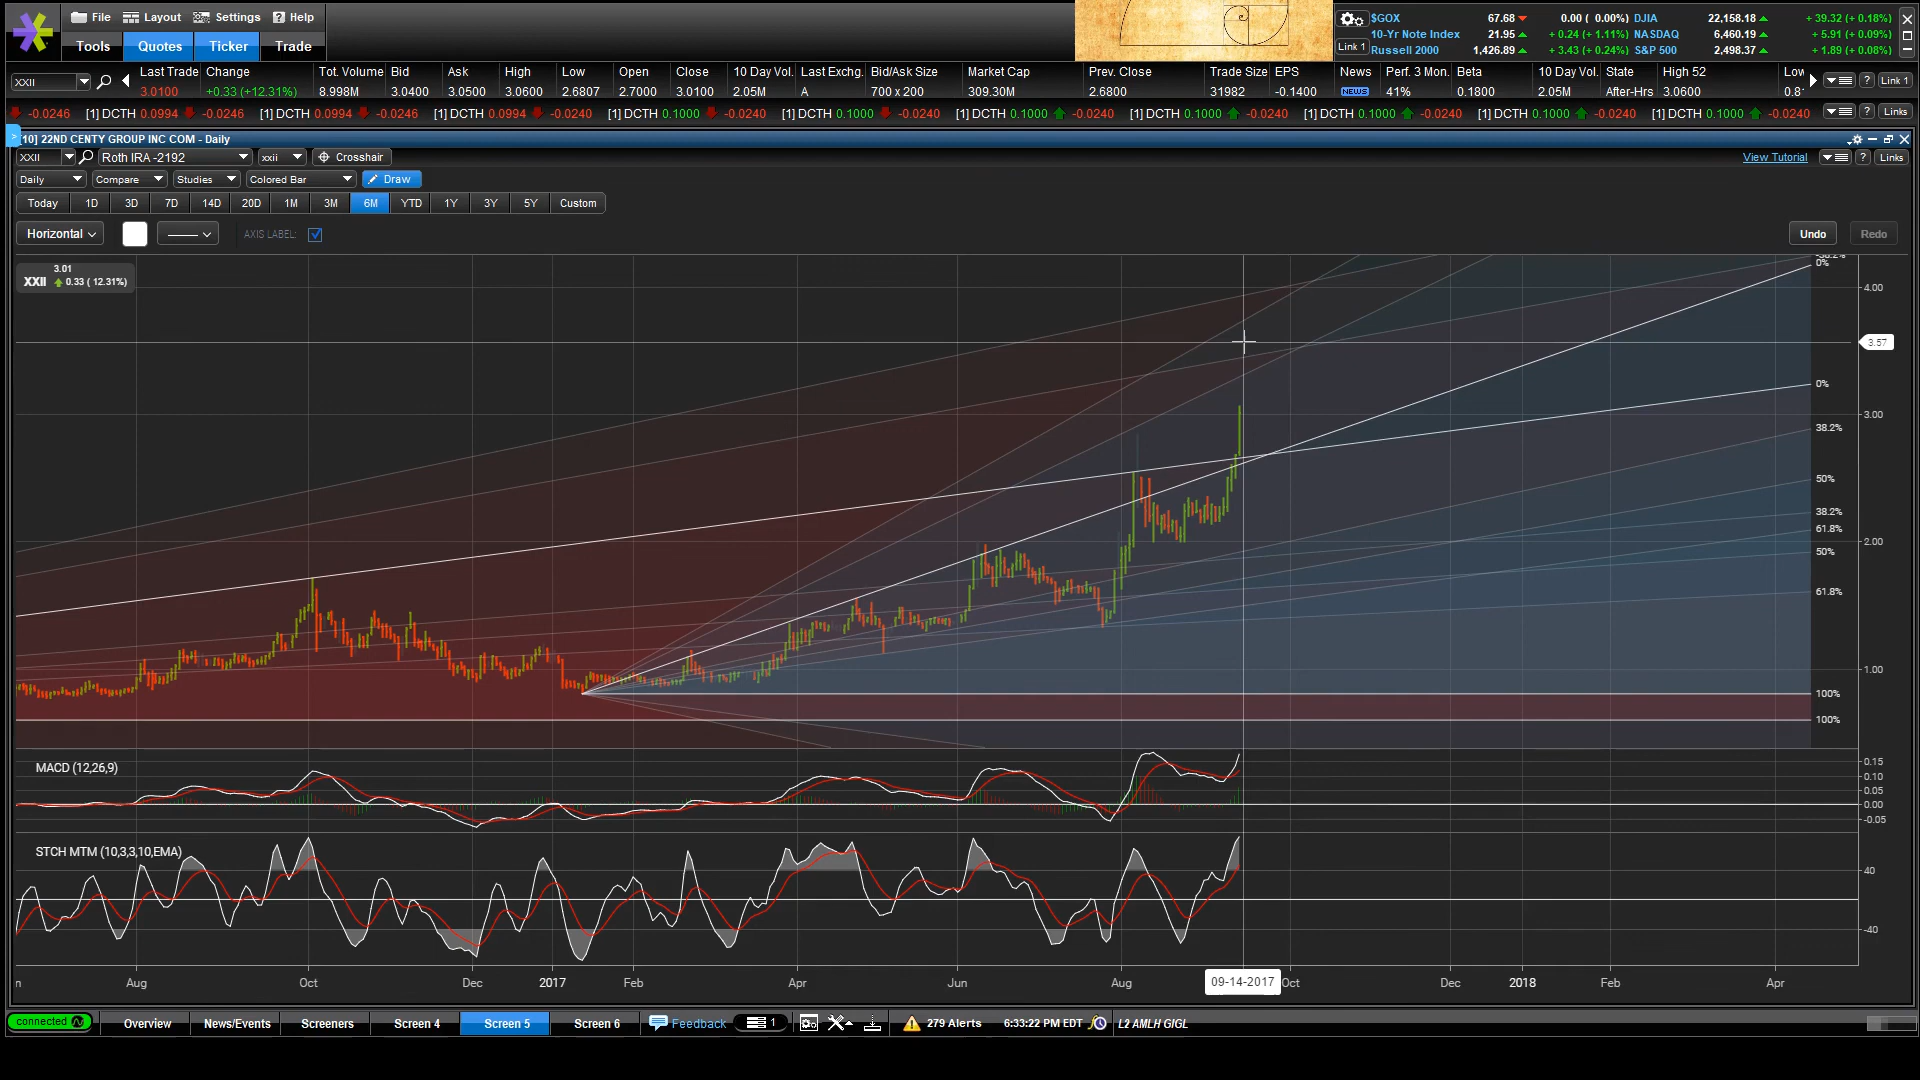 File Layout Settings Help
Tools Quotes Ticker Trade
Link 1
$GOX 67.68 0.00 ( 0.00%) DJIA 22,158.18 + 39.32 (+ 0.18%)
10-Yr Note Index 21.95 + 0.24 (+ 1.11%) NASDAQ 6,460.19 + 5.91 (+ 0.09%)
Russell 2000 1,426.89 + 3.43 (+ 0.24%) S&P 500 2,498.37 + 1.89 (+ 0.08%)
XXII Last Trade Change Tot. Volume Bid Ask High Low Open Close 10 Day Vol. Last Exchg. Bid/Ask Size Market Cap Prev. Close Trade Size EPS News Perf. 3 Mon. Beta 10 Day Vol. State High 52 ? Link 1
3.0100 +0.33 (+12.31%) 8.998M 3.0400 3.0500 3.0600 2.6807 2.7000 3.0100 2.05M A 700 x 200 309.30M 2.6800 31982 -0.1400 NEWS 41% 0.1800 2.05M After-Hrs 3.0600
-0.0246 [1] DCTH 0.0994 -0.0246 [1] DCTH 0.0994 -0.0246 [1] DCTH 0.0994 -0.0240 [1] DCTH 0.1000 -0.0240 [1] DCTH 0.1000 -0.0240 [1] DCTH 0.1000 -0.0240 [1] DCTH 0.1000 -0.0240 [1] DCTH 0.1000 -0.0240 [1] DCTH 0.1000 -0.0240 ? Links
[10] 22ND CENTY GROUP INC COM - Daily
XXII Roth IRA -2192 xxii Crosshair View Tutorial ? Links
Daily Compare Studies Colored Bar Draw
Today 1D 3D 7D 14D 20D 1M 3M 6M YTD 1Y 3Y 5Y Custom
Horizontal AXIS LABEL: Undo Redo
3.01
XXII 0.33 ( 12.31%)
-38.2%
0%
4.00
3.57
0%
3.00
38.2%
50%
38.2%
61.8%
2.00
50%
61.8%
1.00
100%
100%
MACD (12,26,9)
0.15
0.10
0.05
0.00
-0.05
STCH MTM (10,3,3,10,EMA)
40
-40
Aug Oct Dec 2017 Feb Apr Jun Aug 09-14-2017 Oct Dec 2018 Feb Apr
connected Overview News/Events Screeners Screen 4 Screen 5 Screen 6 Feedback 1 279 Alerts 6:33:22 PM EDT L2 AMLH GIGL